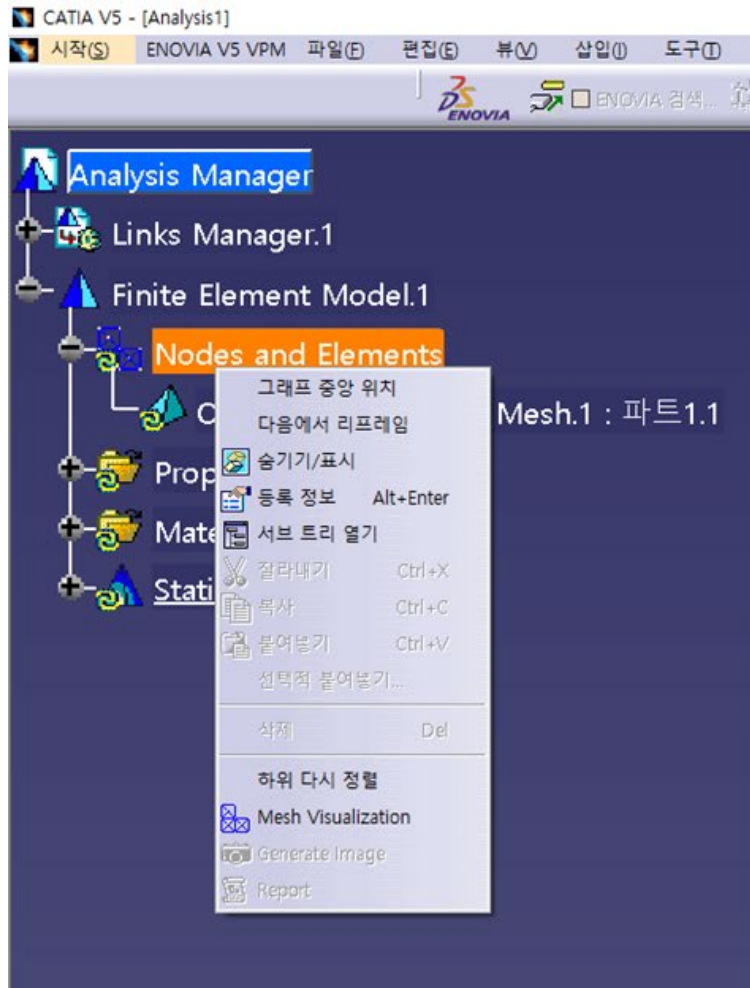 CATIA V5 - [Analysis1]
시작(S) ENOVIA V5 VPM 파일(F) 편집(E) 뷰(V) 삽입(I) 도구(T)
DS ENOVIA ENOVIA 검색...
Analysis Manager
Links Manager.1
Finite Element Model.1
Nodes and Elements
그래프 중앙 위치
O Mesh.1 : 파트1.1
다음에서 리프레임
숨기기/표시
Prop
등록 정보 Alt+Enter
Mate
서브 트리 열기
잘라내기 Ctrl+X
Stati
복사 Ctrl+C
붙여넣기 Ctrl+V
선택적 붙여넣기...
삭제 Del
하위 다시 정렬
Mesh Visualization
Generate Image
Report